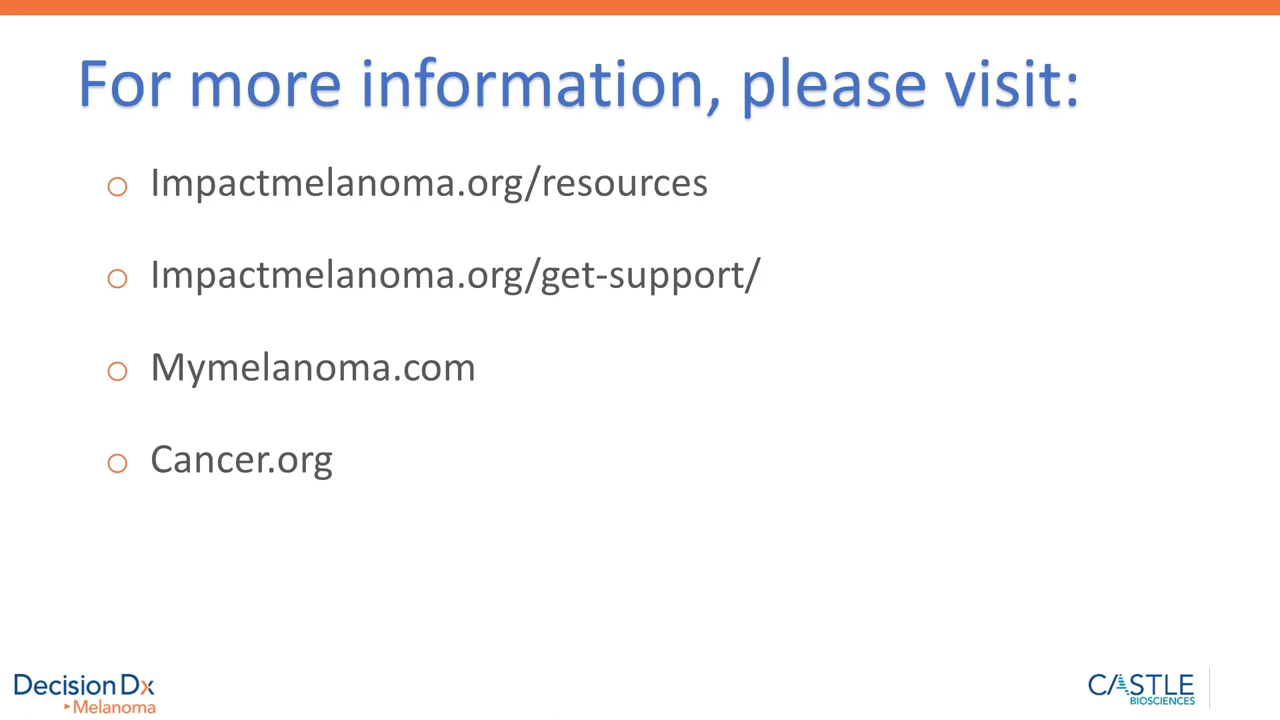 For more information, please visit:
Impactmelanoma.org/resources
Impactmelanoma.org/get-support/
Mymelanoma.com
Cancer.org
DecisionDx
Melanoma
CASTLE
BIOSCIENCES